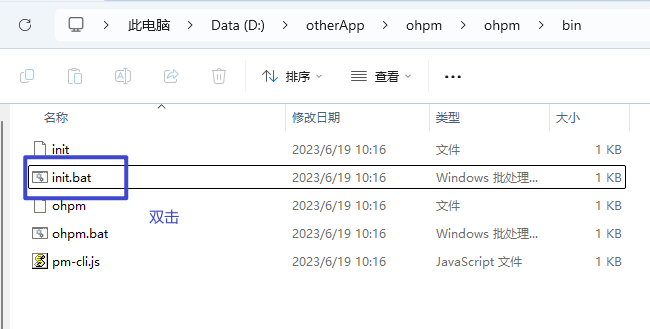 此电脑 > Data (D:) > otherApp > ohpm > ohpm > bin
排序 查看 ...
名称 修改日期 类型 大小
init 2023/6/19 10:16 文件 1 KB
init.bat 2023/6/19 10:16 Windows 批处理... 1 KB
ohpm 2023/6/19 10:16 文件 1 KB
双击
ohpm.bat 2023/6/19 10:16 Windows 批处理... 1 KB
pm-cli.js 2023/6/19 10:16 JavaScript 文件 1 KB